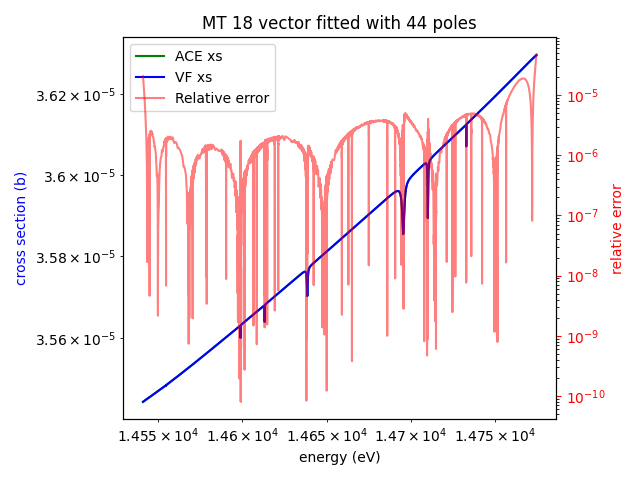 MT 18 vector fitted with 44 poles
ACE xs
VF xs
Relative error
cross section (b)
3.62 × 10⁻⁵
3.6 × 10⁻⁵
3.58 × 10⁻⁵
3.56 × 10⁻⁵
10⁻⁵
10⁻⁶
10⁻⁷
10⁻⁸
10⁻⁹
10⁻¹⁰
relative error
1.455 × 10⁴ 1.46 × 10⁴ 1.465 × 10⁴ 1.47 × 10⁴ 1.475 × 10⁴
energy (eV)